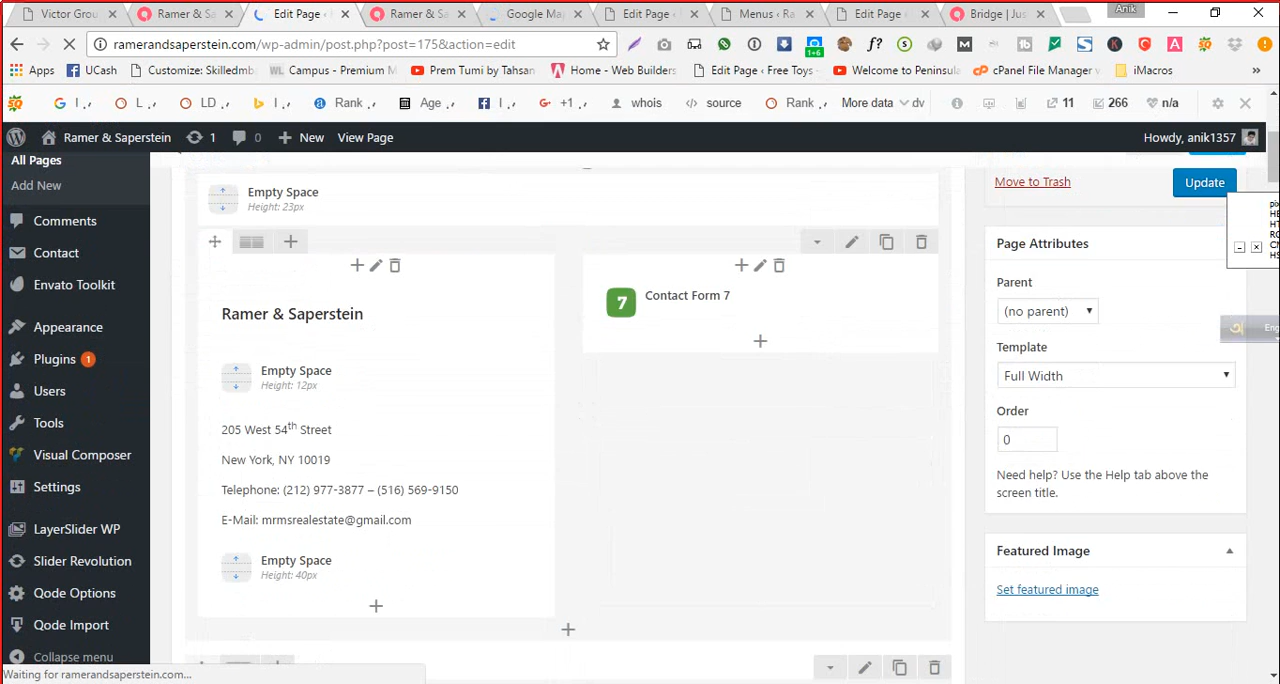 Victor Grou
Ramer & Sa
Edit Page ‹
Ramer & Sa
Google Ma
Edit Page ‹
Menus ‹ Ra
Edit Page ‹
Bridge | Jus
Anik
ramerandsaperstein.com/wp-admin/post.php?post=175&action=edit
1+6
f?
Apps
UCash
Customize: Skilledmb
WL Campus - Premium M
Prem Tumi by Tahsan
Home - Web Builders
Edit Page ‹ Free Toys -
Welcome to Peninsula
cPanel File Manager v
iMacros
»
I
L
LD
I
Rank
Age
I
+1
whois
source
Rank
More data
dv
11
266
n/a
Ramer & Saperstein
1
0
New
View Page
Howdy, anik1357
All Pages
Add New
Comments
Contact
Envato Toolkit
Appearance
Plugins 1
Users
Tools
Visual Composer
Settings
LayerSlider WP
Slider Revolution
Qode Options
Qode Import
Collapse menu
Waiting for ramerandsaperstein.com...
Empty Space
Height: 23px
Ramer & Saperstein
Empty Space
Height: 12px
205 West 54th Street
New York, NY 10019
Telephone: (212) 977-3877 – (516) 569-9150
E-Mail: mrmsrealestate@gmail.com
Empty Space
Height: 40px
7 Contact Form 7
Move to Trash
Update
Page Attributes
Parent
(no parent)
Template
Full Width
Order
0
Need help? Use the Help tab above the
screen title.
Featured Image
Set featured image